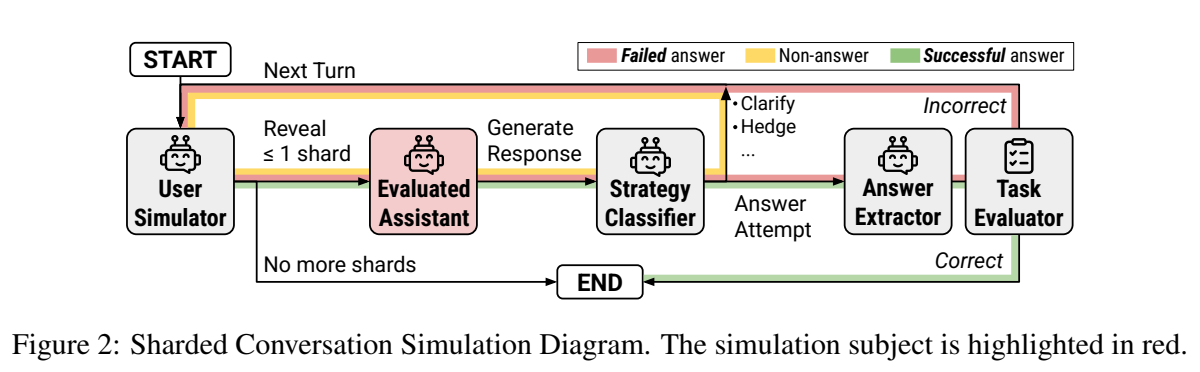 START
Failed answer
Non-answer
Successful answer
Next Turn
Incorrect
• Clarify
• Hedge
...
Reveal
≤ 1 shard
Generate
Response
User
Simulator
Evaluated
Assistant
Strategy
Classifier
Answer
Extractor
Task
Evaluator
Answer
Attempt
No more shards
Correct
END
Figure 2: Sharded Conversation Simulation Diagram. The simulation subject is highlighted in red.